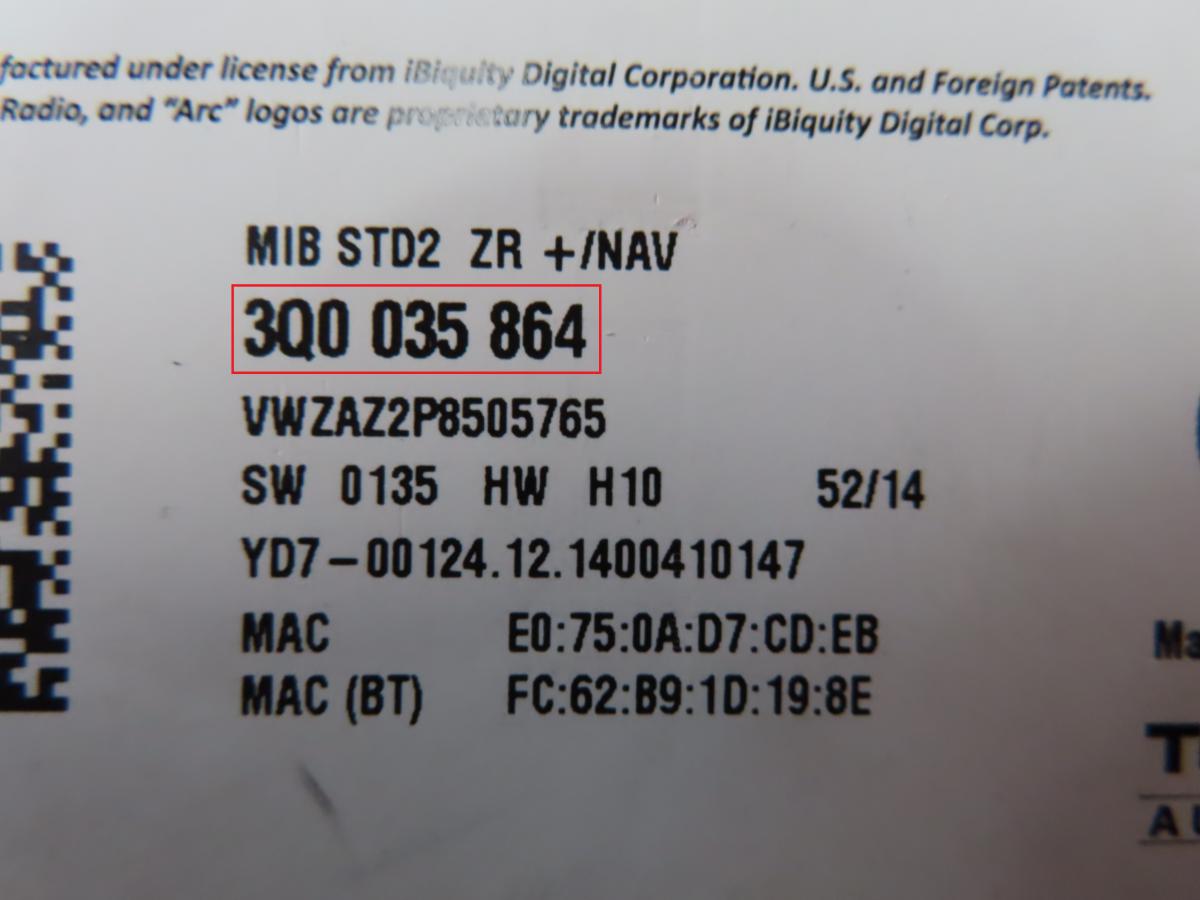 factured under license from iBiquity Digital Corporation. U.S. and Foreign Patents.
Radio, and "Arc" logos are proprietary trademarks of iBiquity Digital Corp.
MIB STD2 ZR +/NAV
3Q0 035 864
VWZAZ2P8505765
SW 0135 HW H10 52/14
YD7-00124.12.1400410147
MAC E0:75:0A:D7:CD:EB
MAC (BT) FC:62:B9:1D:19:8E